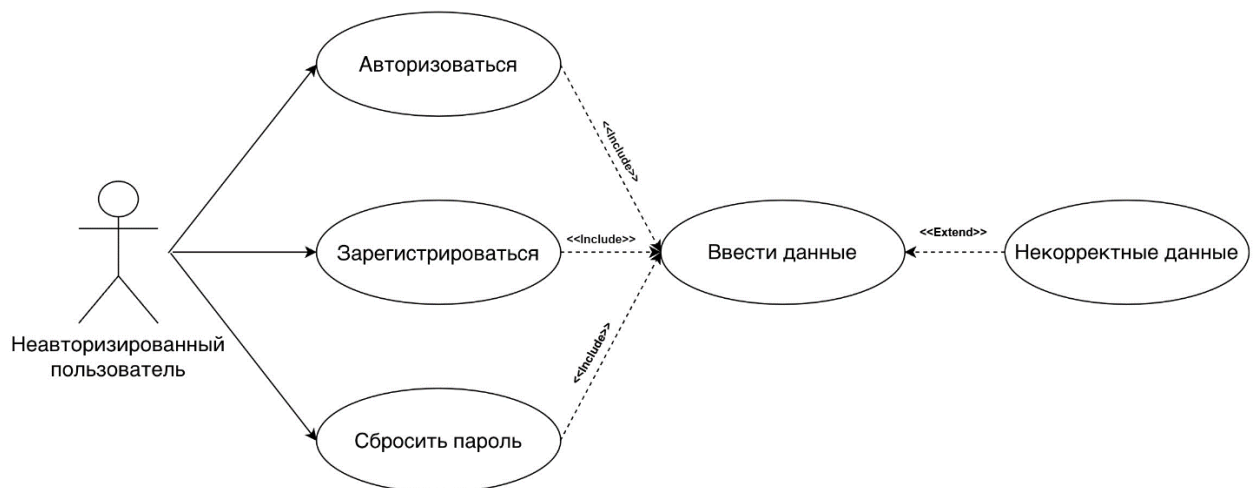 Авторизоваться
<<Include>>
Зарегистрироваться
<<Include>>
Ввести данные
<<Extend>>
Некорректные данные
Неавторизированный
пользователь
<<Include>>
Сбросить пароль